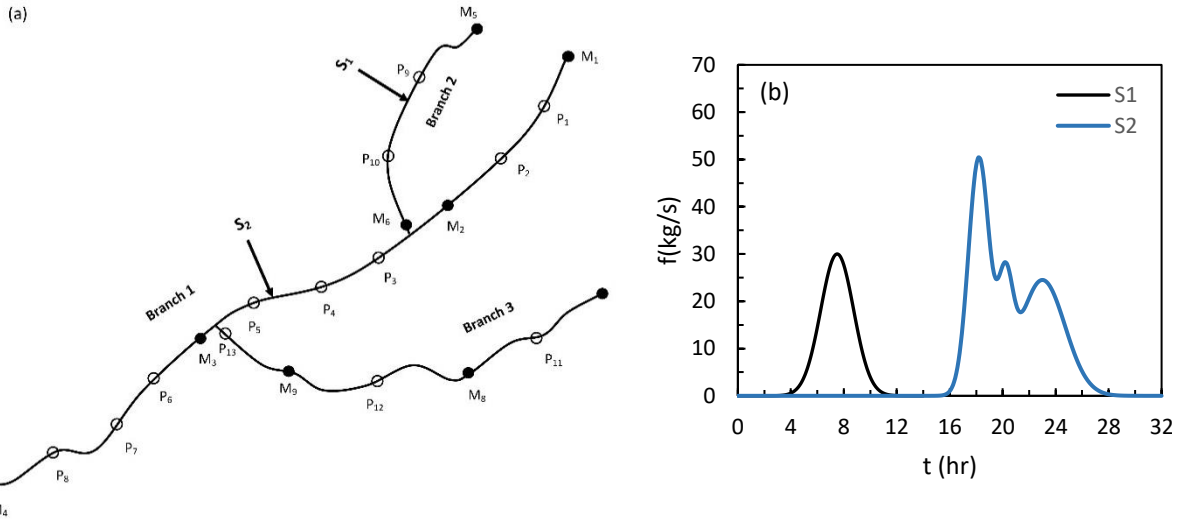 (a)
M5
M1
S1
P9
Branch 2
P1
P10
P2
M6
M2
S2
P3
P4
Branch 1
P5
Branch 3
M3
P13
P11
M9
P12
M8
P6
P7
P8
(b)
S1
S2
f(kg/s)
70
60
50
40
30
20
10
0
0 4 8 12 16 20 24 28 32
t (hr)